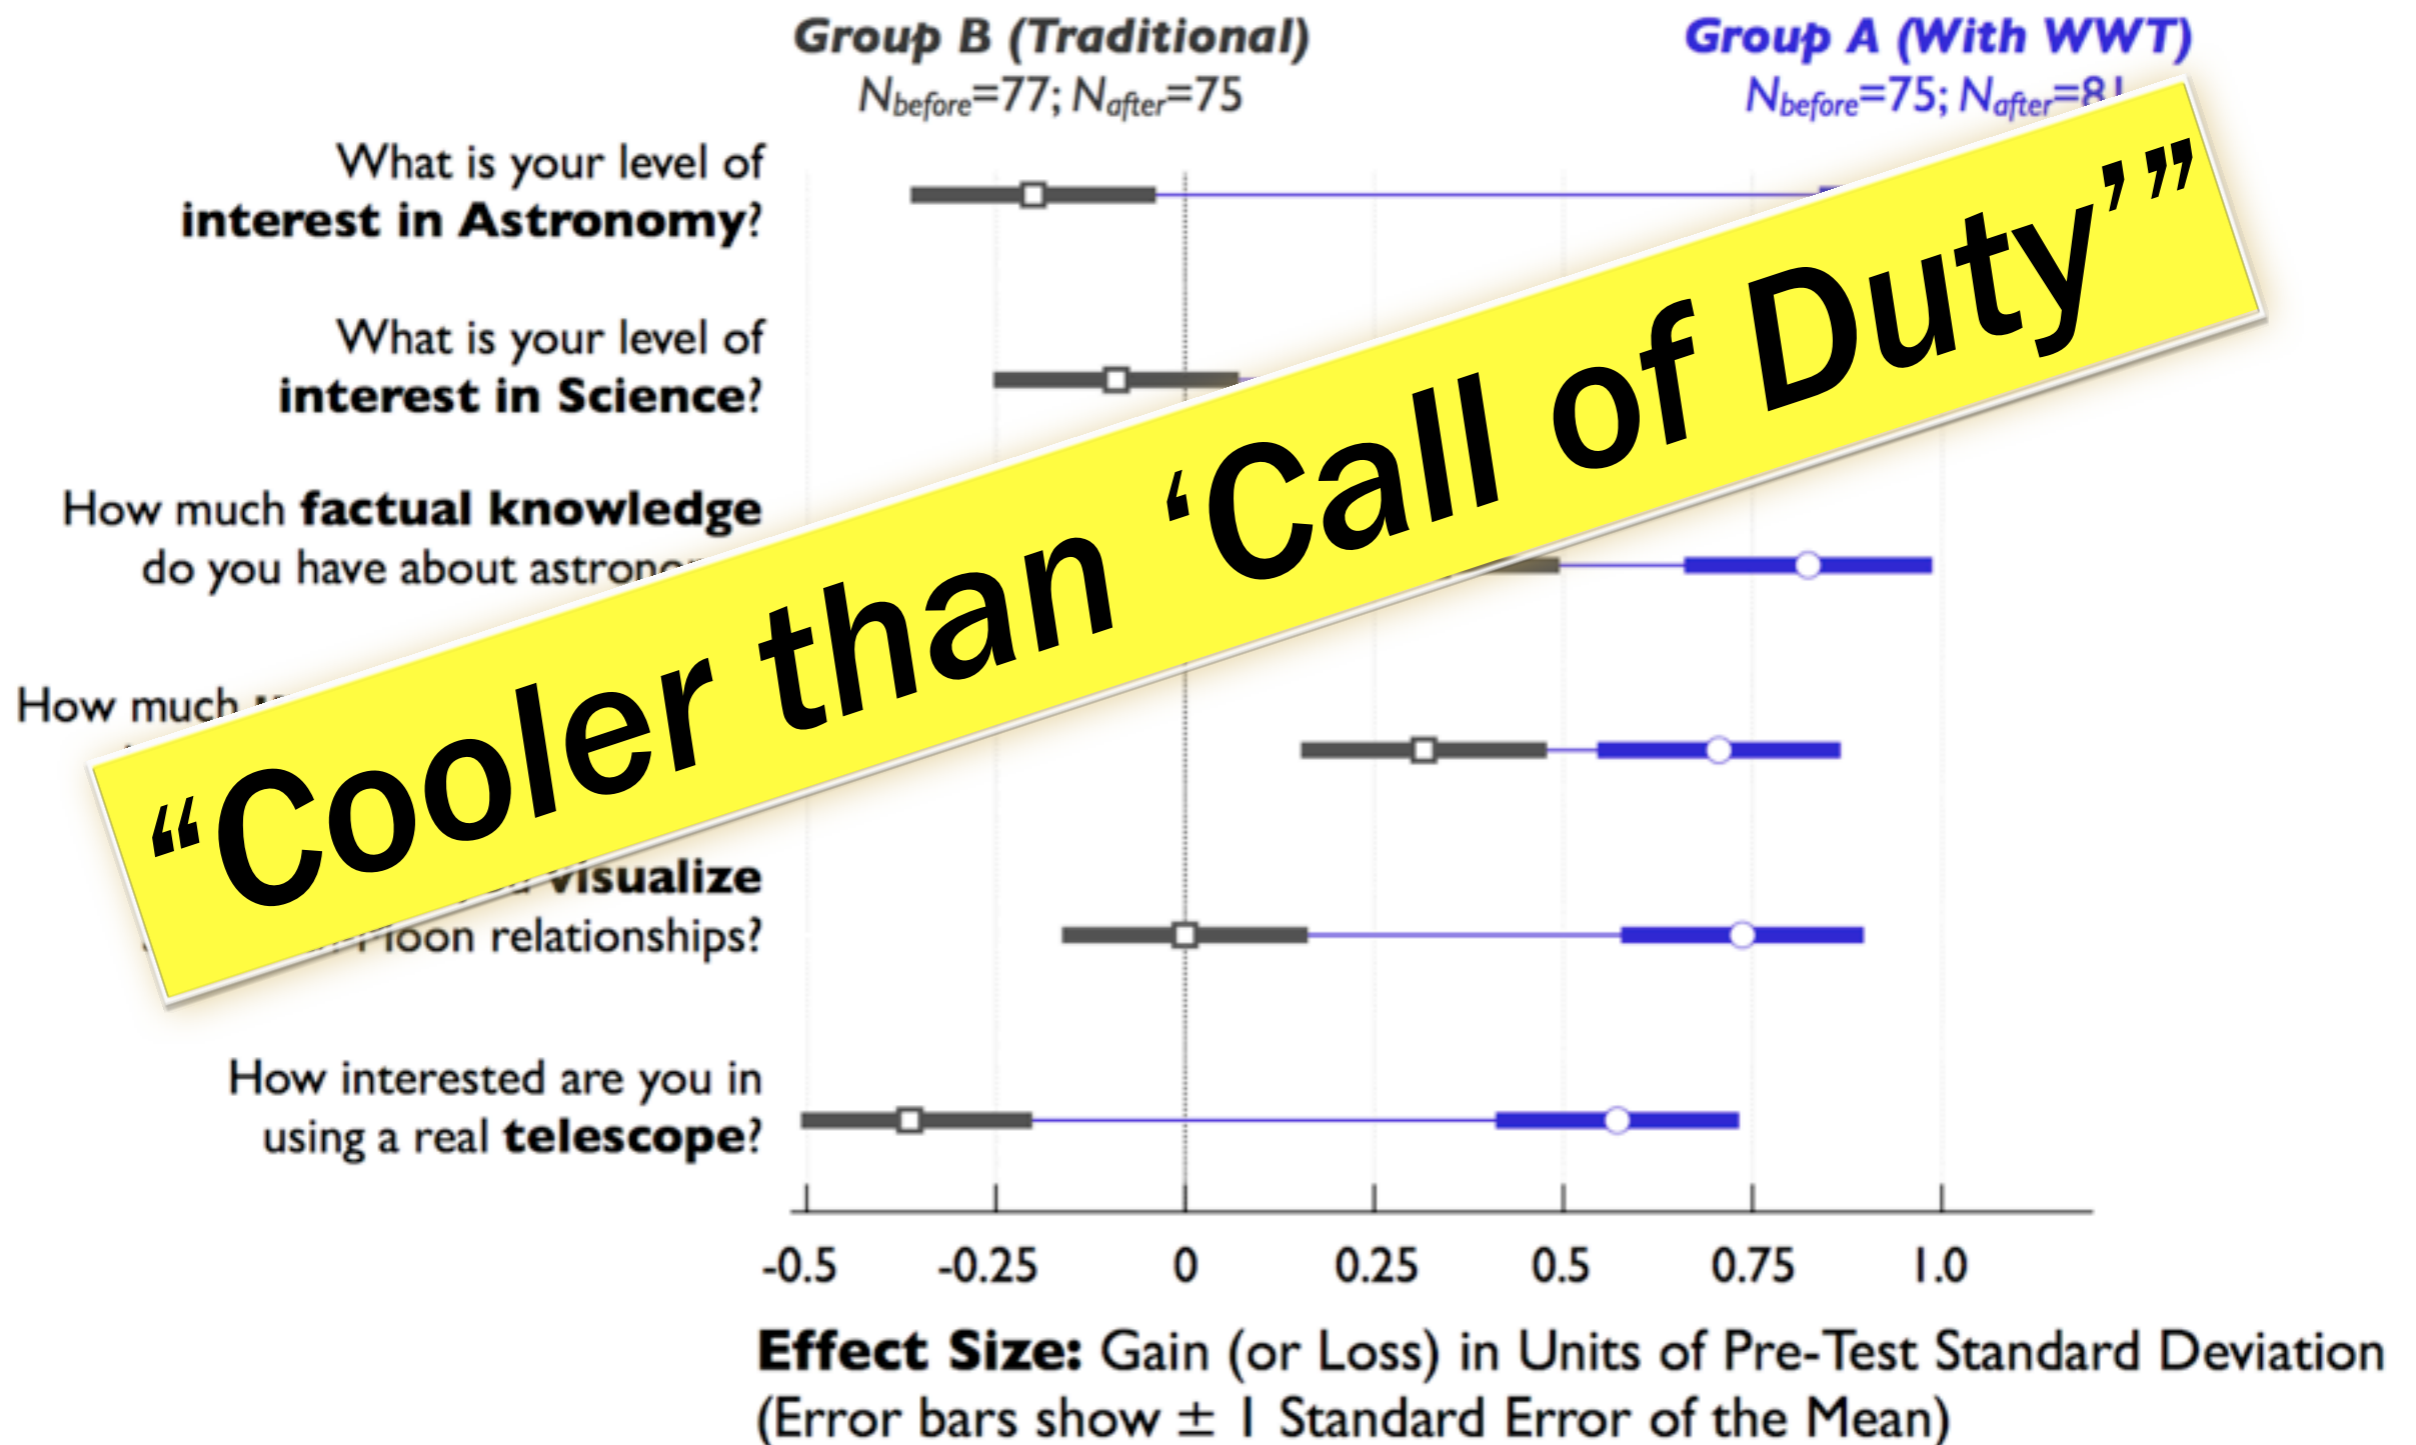 Group B (Traditional)
Nbefore=77; Nafter=75
Group A (With WWT)
Nbefore=75; Nafter=81
What is your level of
interest in Astronomy?
What is your level of
interest in Science?
How much factual knowledge
do you have about
How much
visualize
relationships?
How interested are you in
using a real telescope?
“Cooler than ‘Call of Duty’”
-0.5 -0.25 0 0.25 0.5 0.75 1.0
Effect Size: Gain (or Loss) in Units of Pre-Test Standard Deviation
(Error bars show ± 1 Standard Error of the Mean)